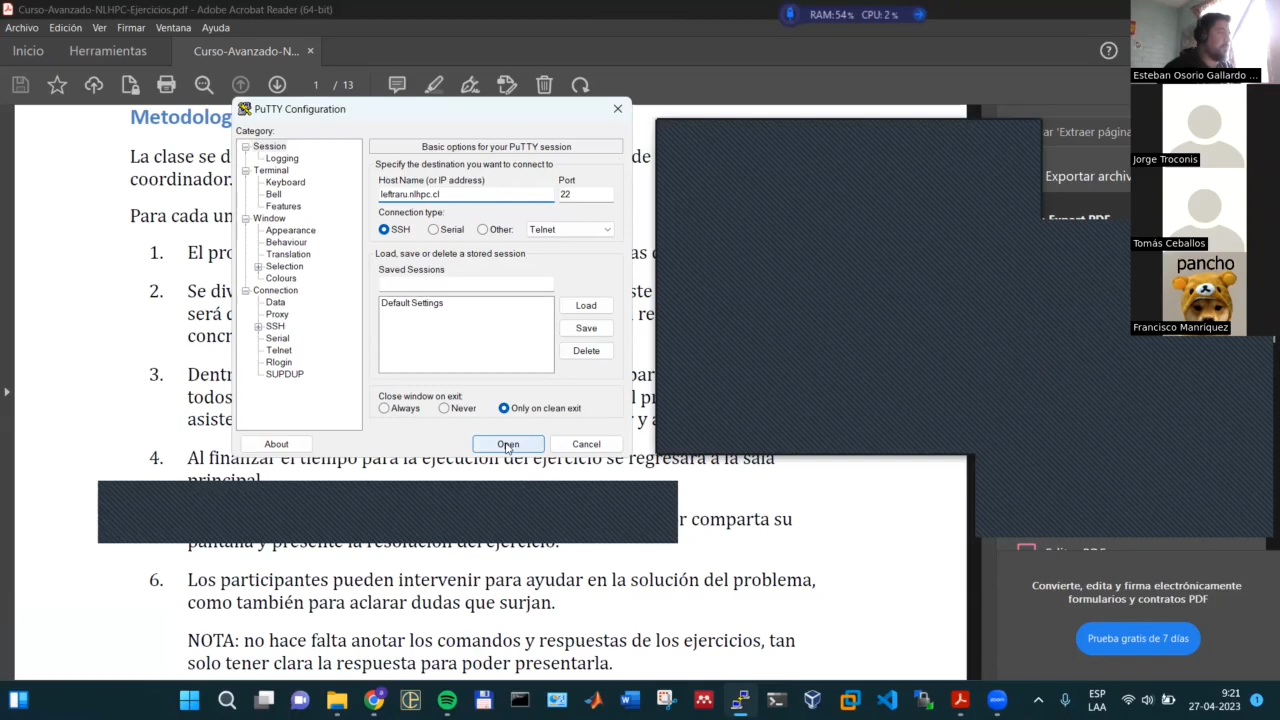 Curso-Avanzado-NLHPC-Ejercicios.pdf - Adobe Acrobat Reader (64-bit)
RAM:54% CPU:2%
Archivo Edición Ver Firmar Ventana Ayuda
Inicio Herramientas Curso-Avanzado-N... ×
1 / 13
Esteban Osorio Gallardo ...
Jorge Troconis
Tomás Ceballos
pancho
Francisco Manríquez
Metodolog
La clase se d
de
coordinador.
Para cada un
1. El pro
as d
2. Se div
ste
será d
re
concr
3. Dentr
par
todos
l pr
asiste
r y a
4. Al finalizar el tiempo para la ejecución del ejercicio se regresará a la sala
principal.
r comparta su
pantalla y presente la resolución del ejercicio.
6. Los participantes pueden intervenir para ayudar en la solución del problema,
como también para aclarar dudas que surjan.
NOTA: no hace falta anotar los comandos y respuestas de los ejercicios, tan
solo tener clara la respuesta para poder presentarla.
PuTTY Configuration
Category:
Session
Logging
Terminal
Keyboard
Bell
Features
Window
Appearance
Behaviour
Translation
Selection
Colours
Connection
Data
Proxy
SSH
Serial
Telnet
Rlogin
SUPDUP
Basic options for your PuTTY session
Specify the destination you want to connect to
Host Name (or IP address) Port
leftraru.nlhpc.cl 22
Connection type:
SSH Serial Other: Telnet
Load, save or delete a stored session
Saved Sessions
Default Settings
Load
Save
Delete
Close window on exit:
Always Never Only on clean exit
About Open Cancel
ar 'Extraer página
Exportar archiv
Export PDF
Convierte, edita y firma electrónicamente
formularios y contratos PDF
Prueba gratis de 7 días
ESP
LAA
9:21
27-04-2023